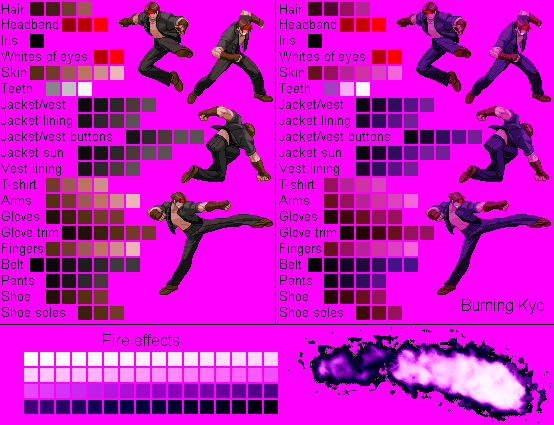 Hair
Headband
Iris
Whites of eyes
Skin
Teeth
Jacket/vest
Jacket lining
Jacket/vest buttons
Jacket sun
Vest lining
T-shirt
Arms
Gloves
Glove trim
Fingers
Belt
Pants
Shoe
Shoe soles
Hair
Headband
Iris
Whites of eyes
Skin
Teeth
Jacket/vest
Jacket lining
Jacket/vest buttons
Jacket sun
Vest lining
T-shirt
Arms
Gloves
Glove trim
Fingers
Belt
Pants
Shoe
Shoe soles
Burning Kyo
Fire effects